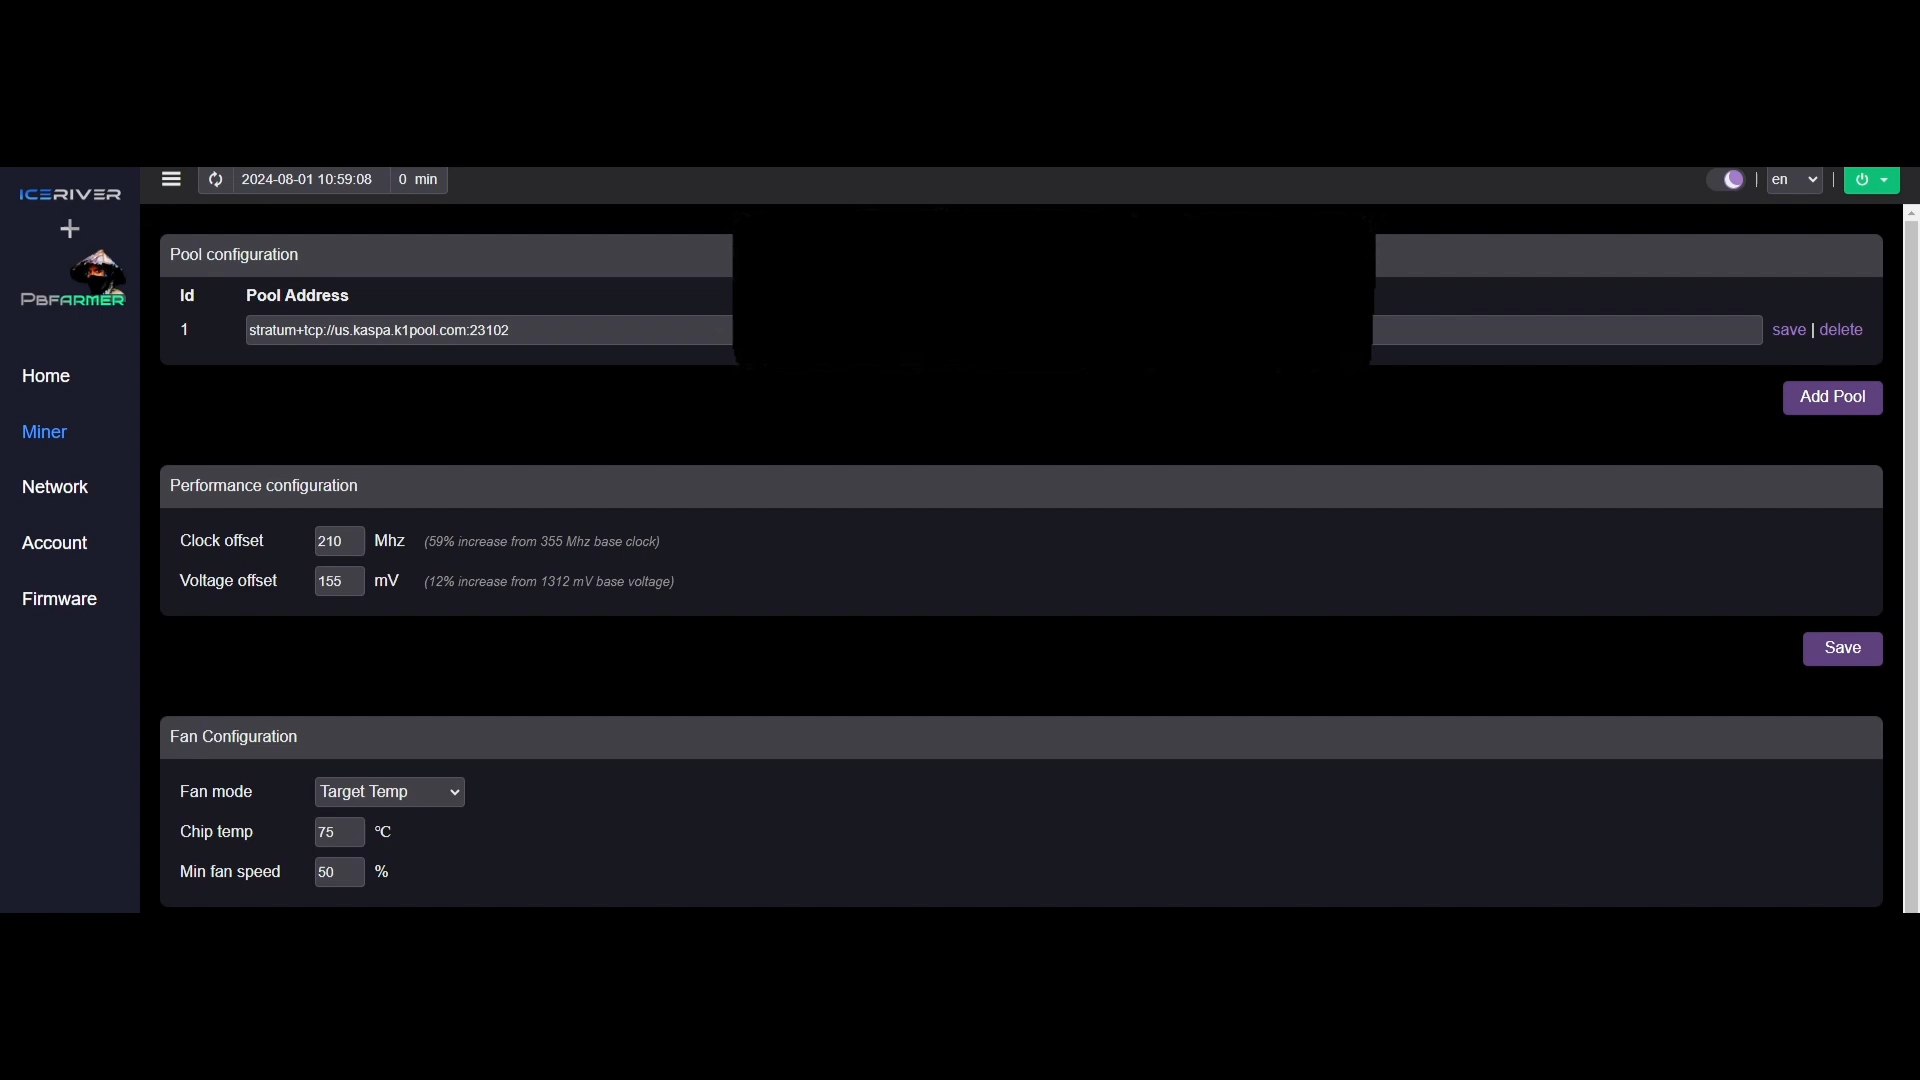 ICERIVER
+
PBFARMER
Home
Miner
Network
Account
Firmware
2024-08-01 10:59:08 0 min
| en |
Pool configuration
Id Pool Address
1 stratum+tcp://us.kaspa.k1pool.com:23102 save | delete
Add Pool
Performance configuration
Clock offset 210 Mhz (59% increase from 355 Mhz base clock)
Voltage offset 155 mV (12% increase from 1312 mV base voltage)
Save
Fan Configuration
Fan mode Target Temp
Chip temp 75 ℃
Min fan speed 50 %